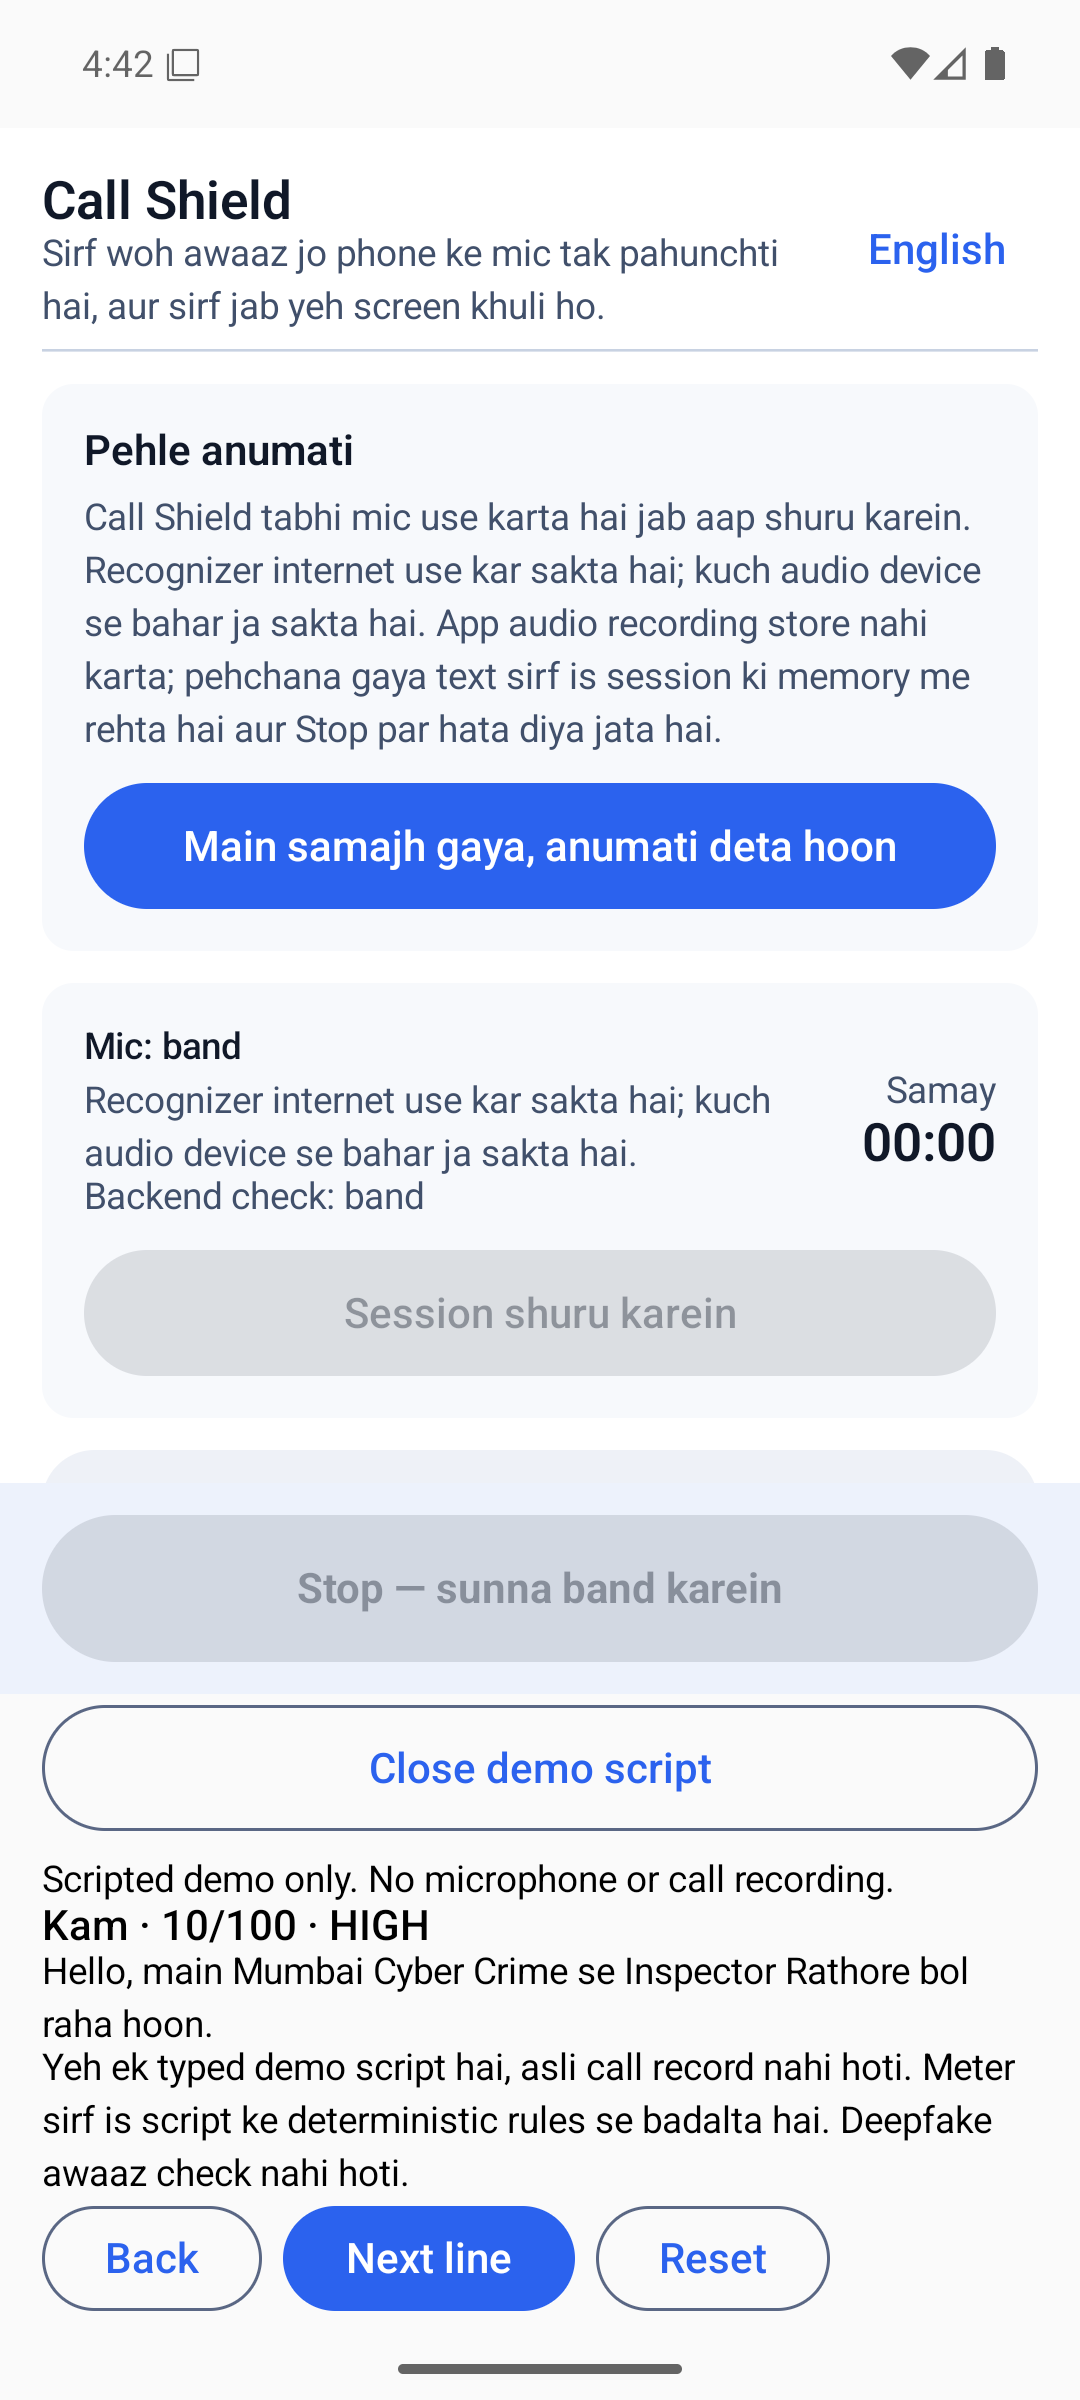 4:42
Call Shield
Sirf woh awaaz jo phone ke mic tak pahunchti
hai, aur sirf jab yeh screen khuli ho.
English
Pehle anumati
Call Shield tabhi mic use karta hai jab aap shuru karein.
Recognizer internet use kar sakta hai; kuch audio device
se bahar ja sakta hai. App audio recording store nahi
karta; pehchana gaya text sirf is session ki memory me
rehta hai aur Stop par hata diya jata hai.
Main samajh gaya, anumati deta hoon
Mic: band
Recognizer internet use kar sakta hai; kuch
audio device se bahar ja sakta hai.
Backend check: band
Samay
00:00
Session shuru karein
Stop — sunna band karein
Close demo script
Scripted demo only. No microphone or call recording.
Kam · 10/100 · HIGH
Hello, main Mumbai Cyber Crime se Inspector Rathore bol
raha hoon.
Yeh ek typed demo script hai, asli call record nahi hoti. Meter
sirf is script ke deterministic rules se badalta hai. Deepfake
awaaz check nahi hoti.
Back
Next line
Reset